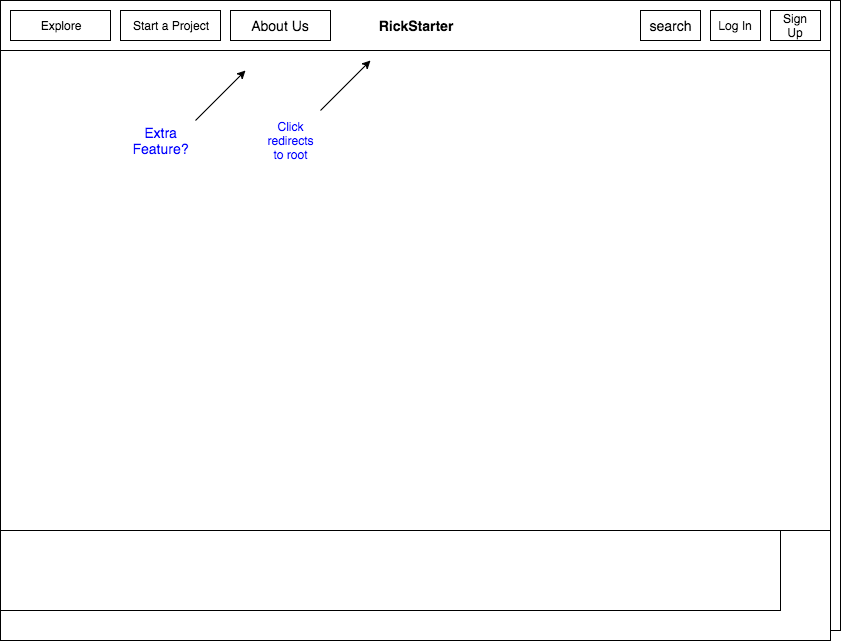 Explore
Start a Project
About Us
RickStarter
search
Log In
Sign
Up
Extra
Feature?
Click
redirects
to root